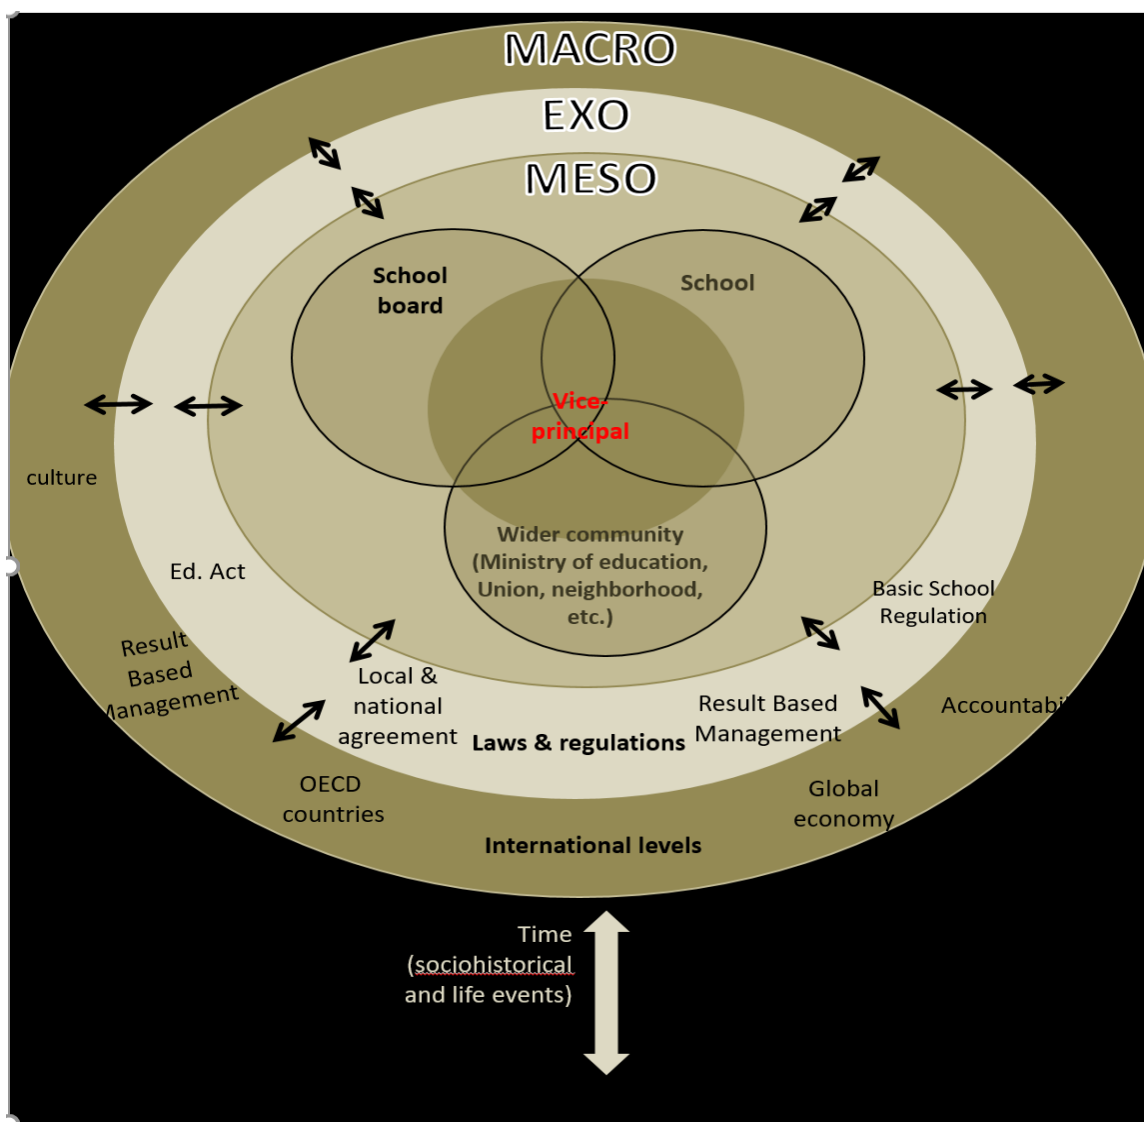 MACRO
EXO
MESO
School
board
School
Vice-
principal
culture
Wider community
(Ministry of education,
Union, neighborhood,
etc.)
Ed. Act
Basic School
Regulation
Result
Based
Management
Local &
national
agreement
Result Based
Management
Accountabi
Laws & regulations
OECD
countries
Global
economy
International levels
Time
(sociohistorical
and life events)